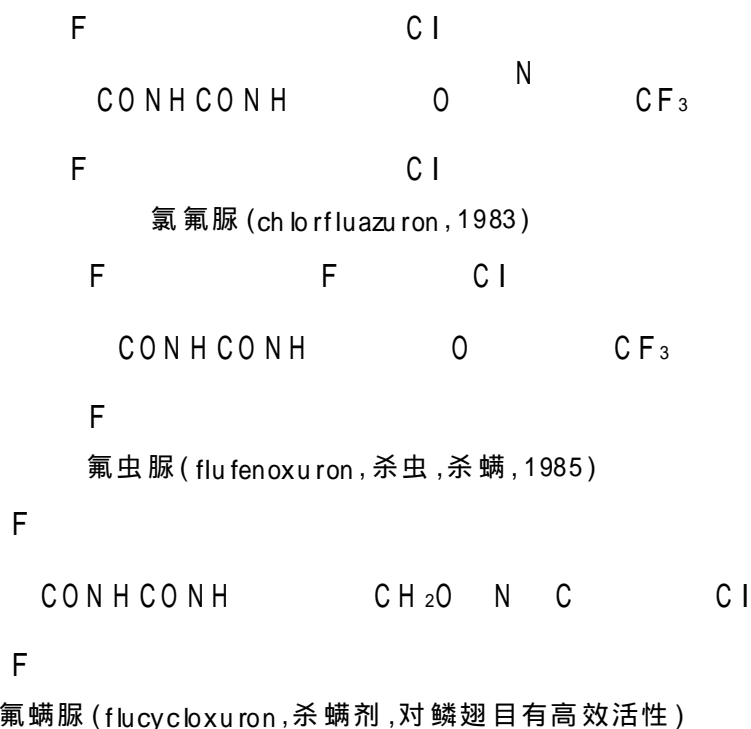 F Cl
N
CONHCONH O CF₃
F Cl
氯氟脲(chlorfluazuron,1983)
F F Cl
CONHCONH O CF₃
F
氟虫脲(flufenoxuron,杀虫,杀螨,1985)
F
CONHCONH CH₂O N C Cl
F
氟螨脲(flucycloxuron,杀螨剂,对鳞翅目有高效活性)